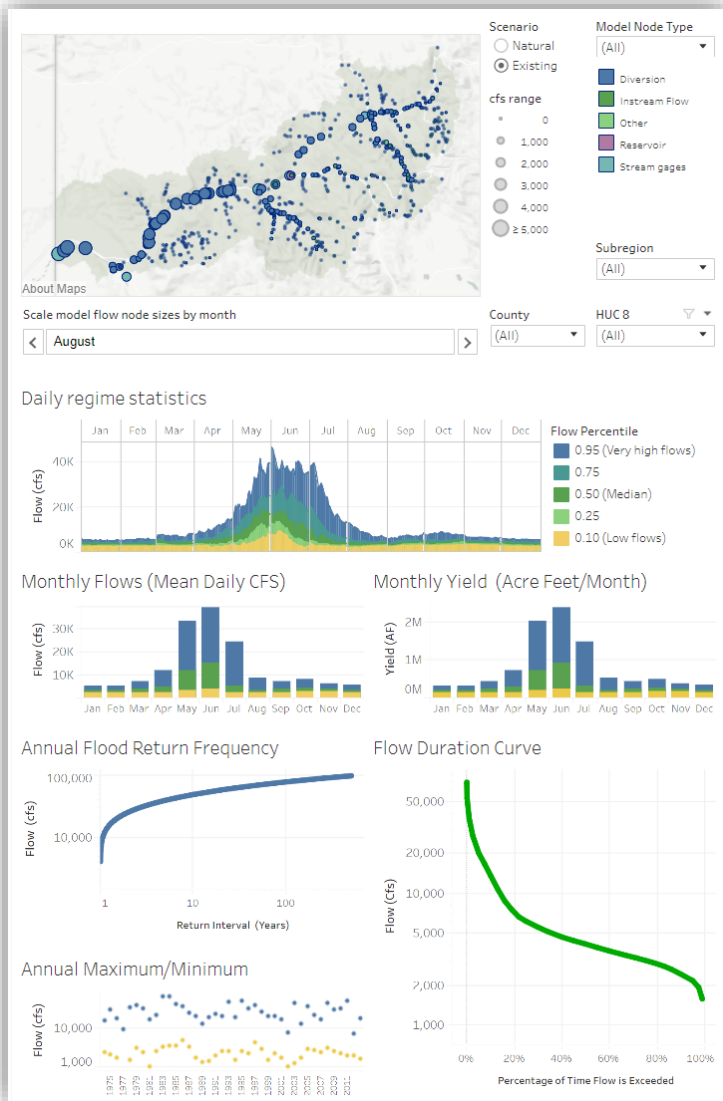 Scenario
Natural
Existing
Model Node Type
(All)
Diversion
Instream Flow
Other
Reservoir
Stream gages
cfs range
0
1,000
2,000
3,000
4,000
≥5,000
Subregion
(All)
About Maps
Scale model flow node sizes by month
August
County
(All)
HUC 8
(All)
Daily regime statistics
Jan Feb Mar Apr May Jun Jul Aug Sep Oct Nov Dec
Flow (cfs)
40K
20K
0K
Flow Percentile
0.95 (Very high flows)
0.75
0.50 (Median)
0.25
0.10 (Low flows)
Monthly Flows (Mean Daily CFS)
Flow (cfs)
30K
20K
10K
Jan Feb Mar Apr May Jun Jul Aug Sep Oct Nov Dec
Monthly Yield (Acre Feet/Month)
Yield (AF)
2M
1M
0M
Jan Feb Mar Apr May Jun Jul Aug Sep Oct Nov Dec
Annual Flood Return Frequency
Flow (cfs)
100,000
10,000
1 10 100
Return Interval (Years)
Flow Duration Curve
Flow (Cfs)
50,000
10,000
5,000
2,000
1,000
0% 20% 40% 60% 80% 100%
Percentage of Time Flow is Exceeded
Annual Maximum/Minimum
Flow (cfs)
10,000
1,000
1975 1977 1979 1981 1983 1985 1987 1989 1991 1993 1995 1997 1999 2001 2003 2005 2007 2009 2011